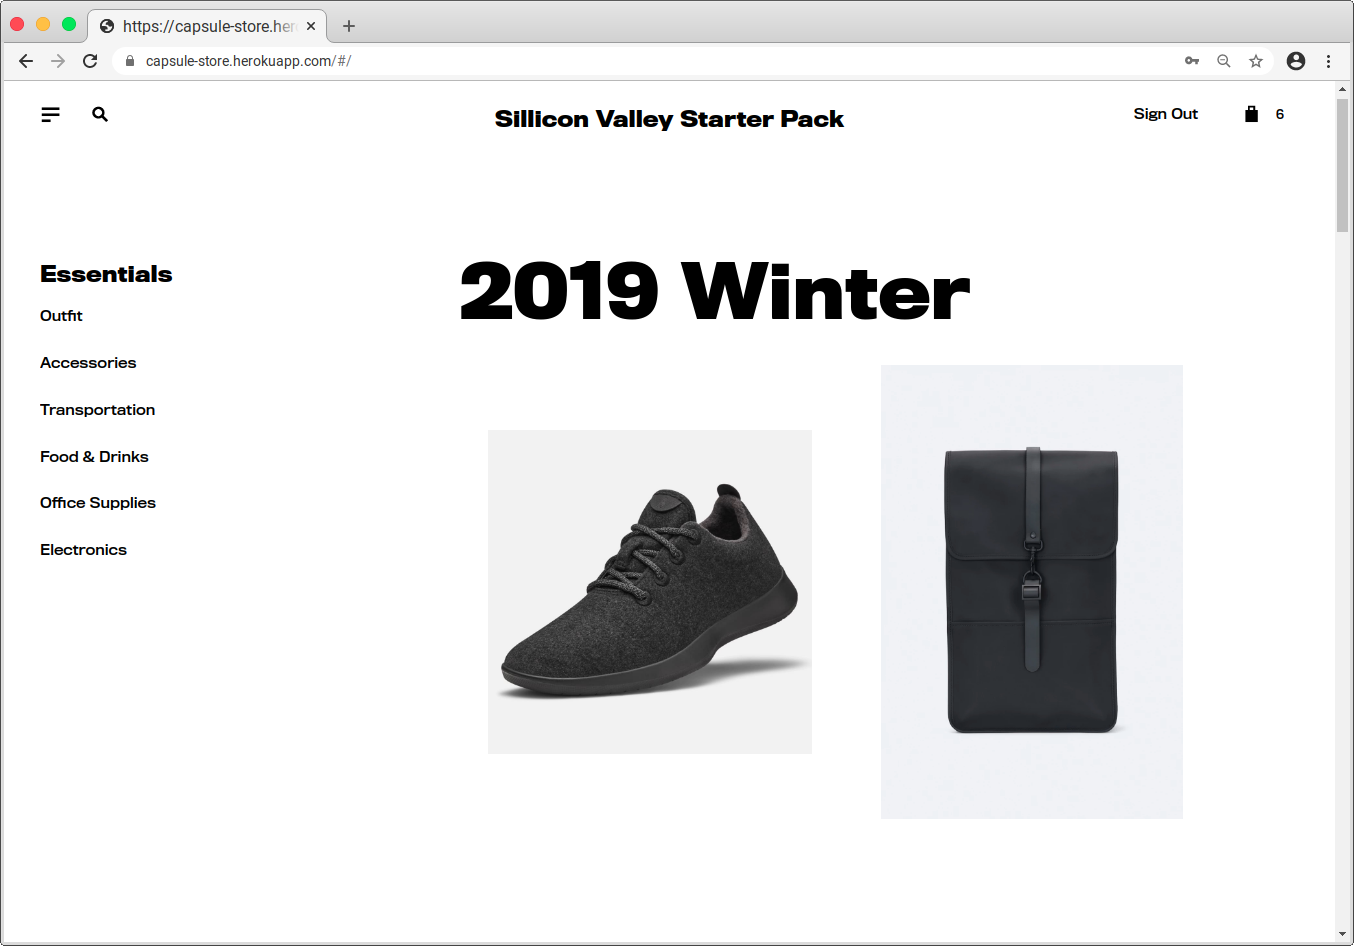 https://capsule-store.her
capsule-store.herokuapp.com/#/
Sillicon Valley Starter Pack
Sign Out
6
Essentials
Outfit
Accessories
Transportation
Food & Drinks
Office Supplies
Electronics
2019 Winter